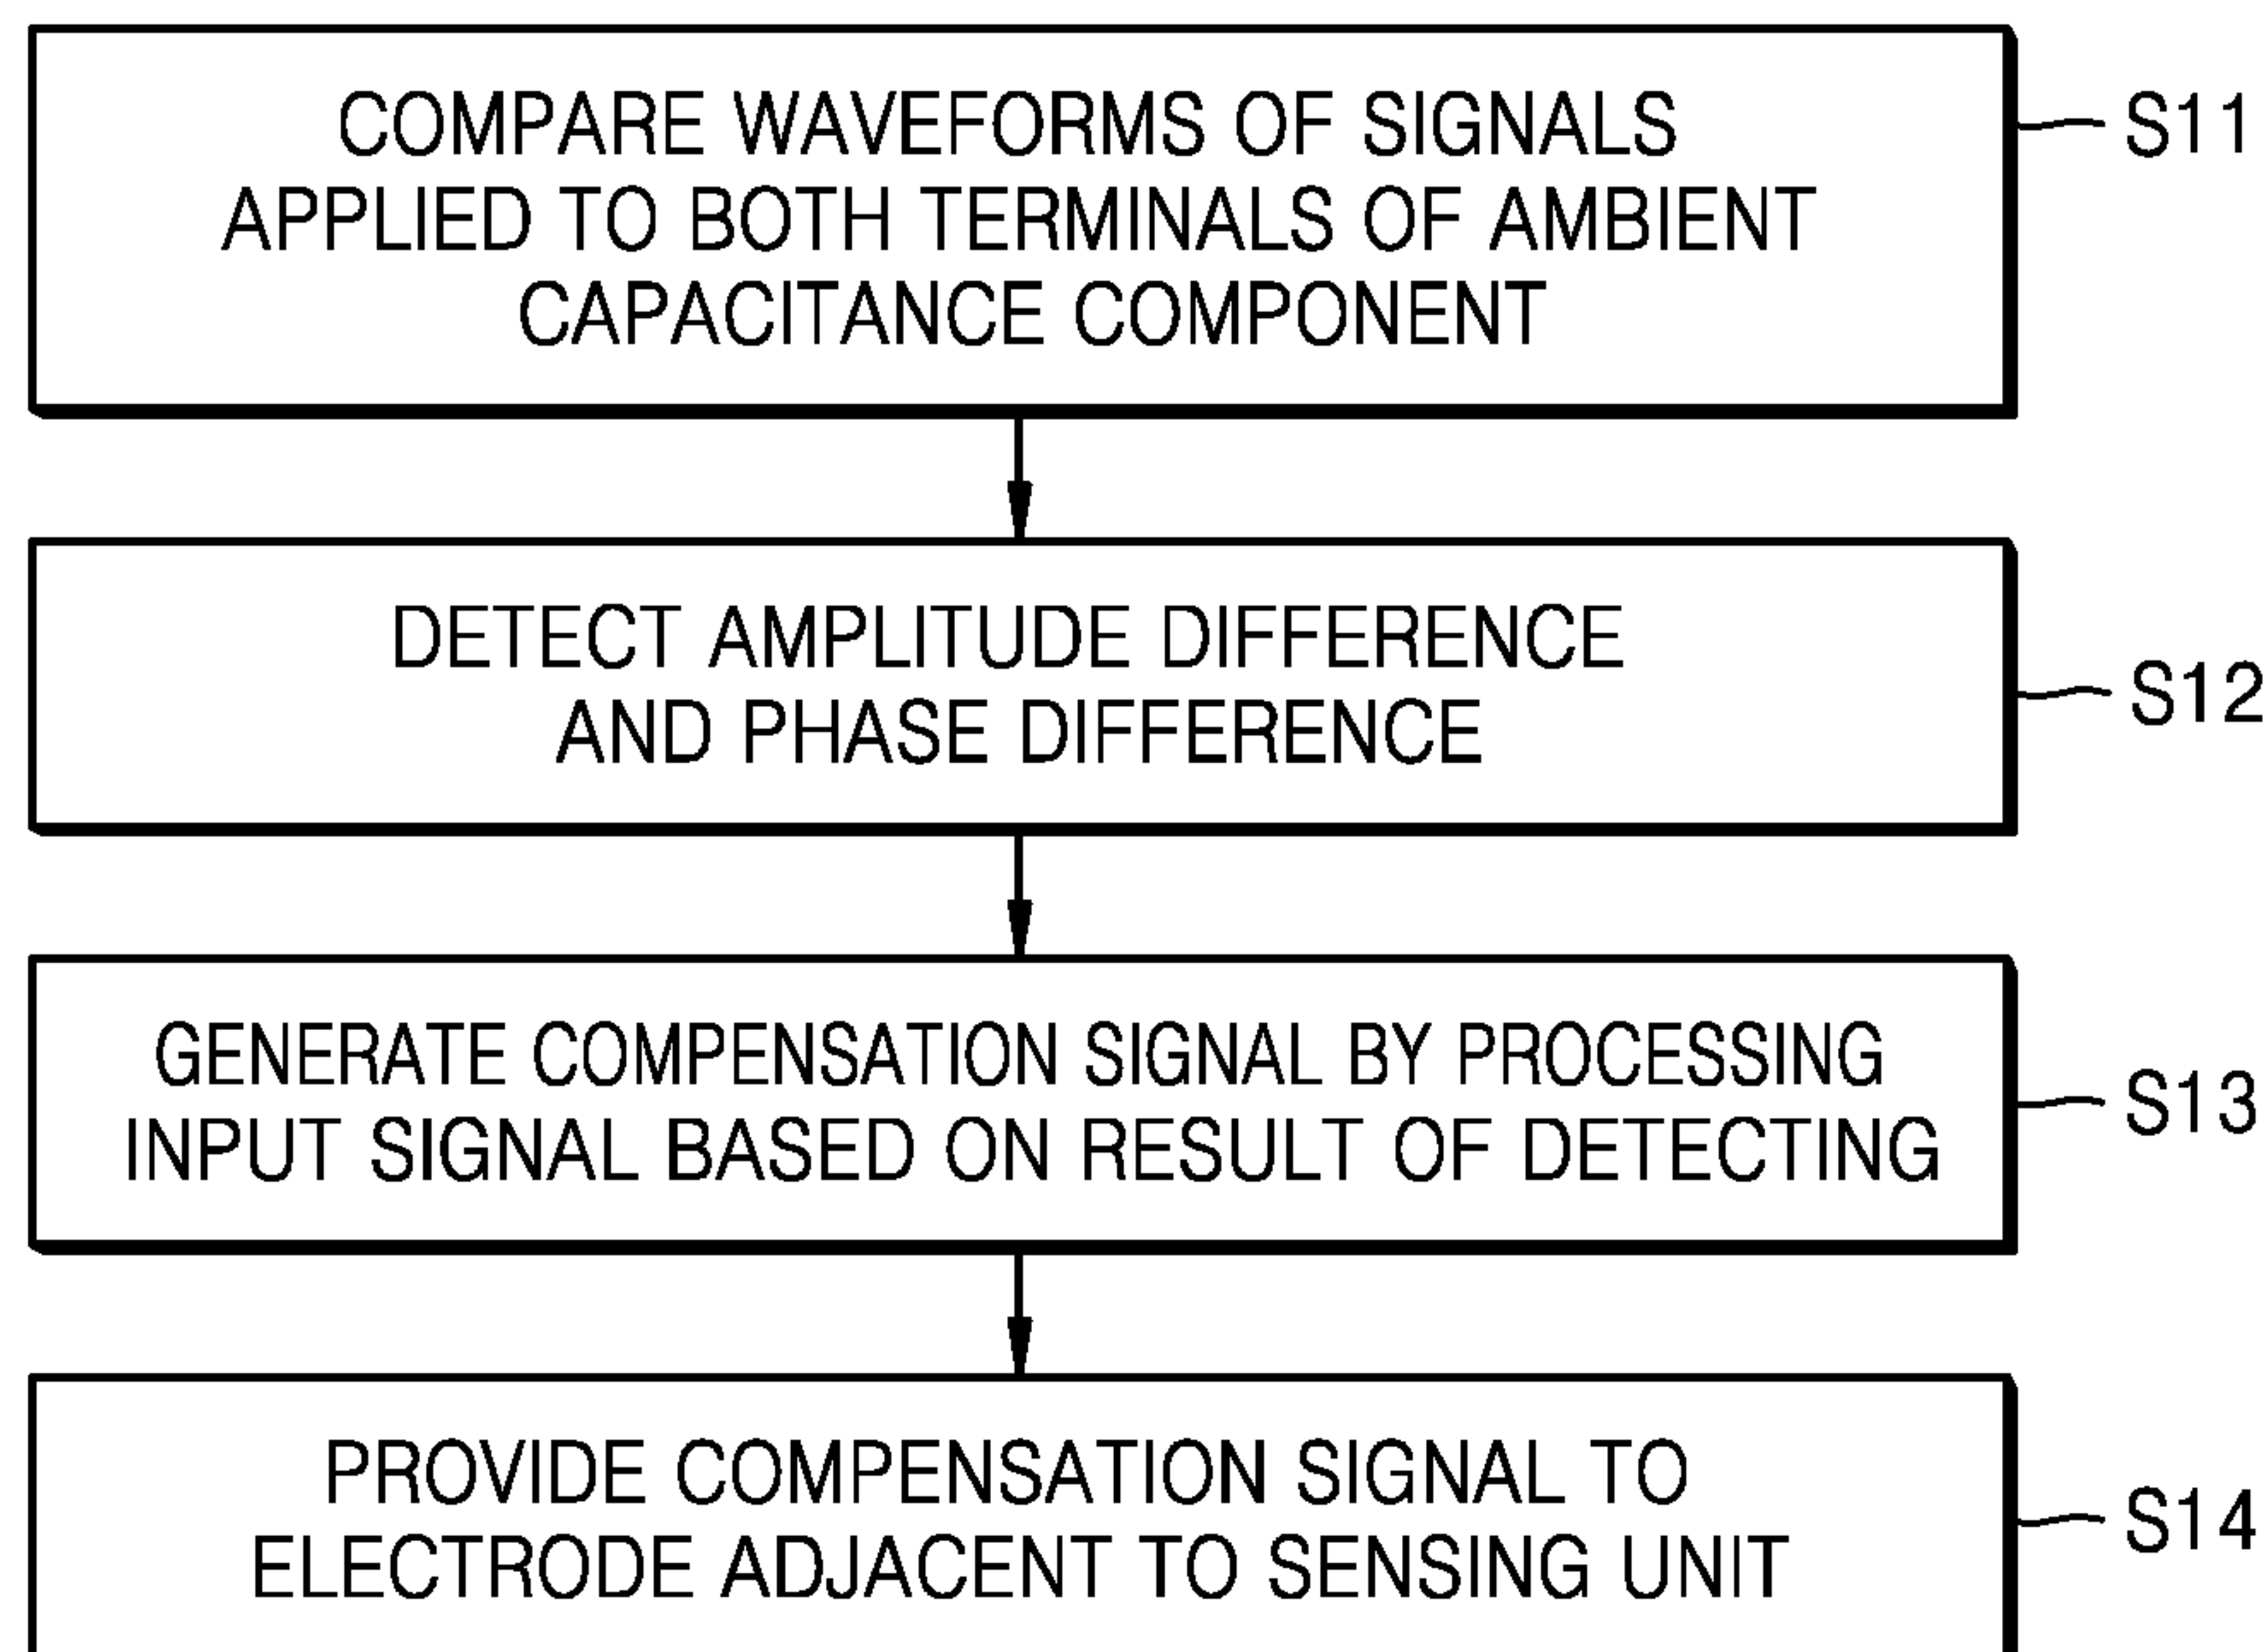 COMPARE WAVEFORMS OF SIGNALS
APPLIED TO BOTH TERMINALS OF AMBIENT
CAPACITANCE COMPONENT
S11
DETECT AMPLITUDE DIFFERENCE
AND PHASE DIFFERENCE
S12
GENERATE COMPENSATION SIGNAL BY PROCESSING
INPUT SIGNAL BASED ON RESULT OF DETECTING
S13
PROVIDE COMPENSATION SIGNAL TO
ELECTRODE ADJACENT TO SENSING UNIT
S14